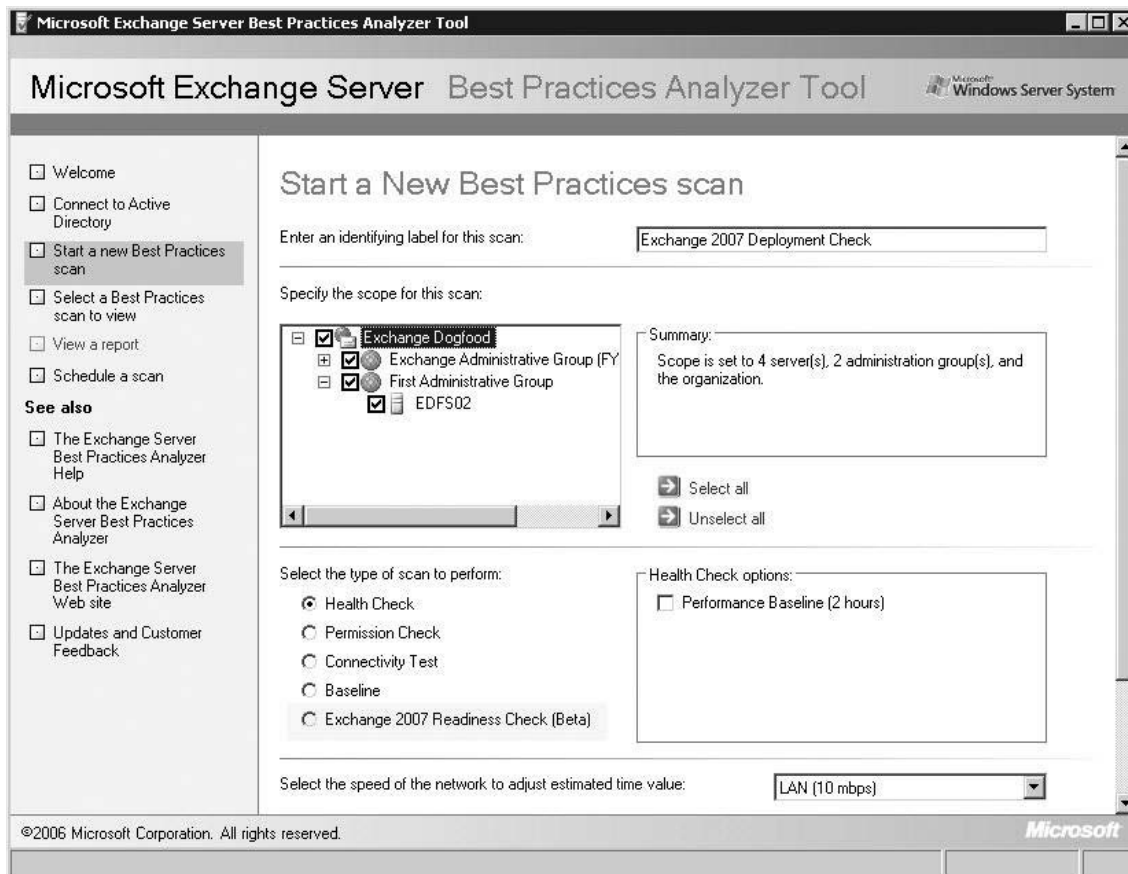 Microsoft Exchange Server Best Practices Analyzer Tool
Microsoft Exchange Server Best Practices Analyzer Tool
Microsoft
Windows Server System
Welcome
Connect to Active
Directory
Start a new Best Practices
scan
Select a Best Practices
scan to view
View a report
Schedule a scan
See also
The Exchange Server
Best Practices Analyzer
Help
About the Exchange
Server Best Practices
Analyzer
The Exchange Server
Best Practices Analyzer
Web site
Updates and Customer
Feedback
Start a New Best Practices scan
Enter an identifying label for this scan:
Exchange 2007 Deployment Check
Specify the scope for this scan:
Exchange Dogfood
Exchange Administrative Group (FY
First Administrative Group
EDFS02
Summary:
Scope is set to 4 server(s), 2 administration group(s), and
the organization.
Select all
Unselect all
Select the type of scan to perform:
Health Check
Permission Check
Connectivity Test
Baseline
Exchange 2007 Readiness Check (Beta)
Health Check options:
Performance Baseline (2 hours)
Select the speed of the network to adjust estimated time value:
LAN (10 mbps)
©2006 Microsoft Corporation. All rights reserved.
Microsoft